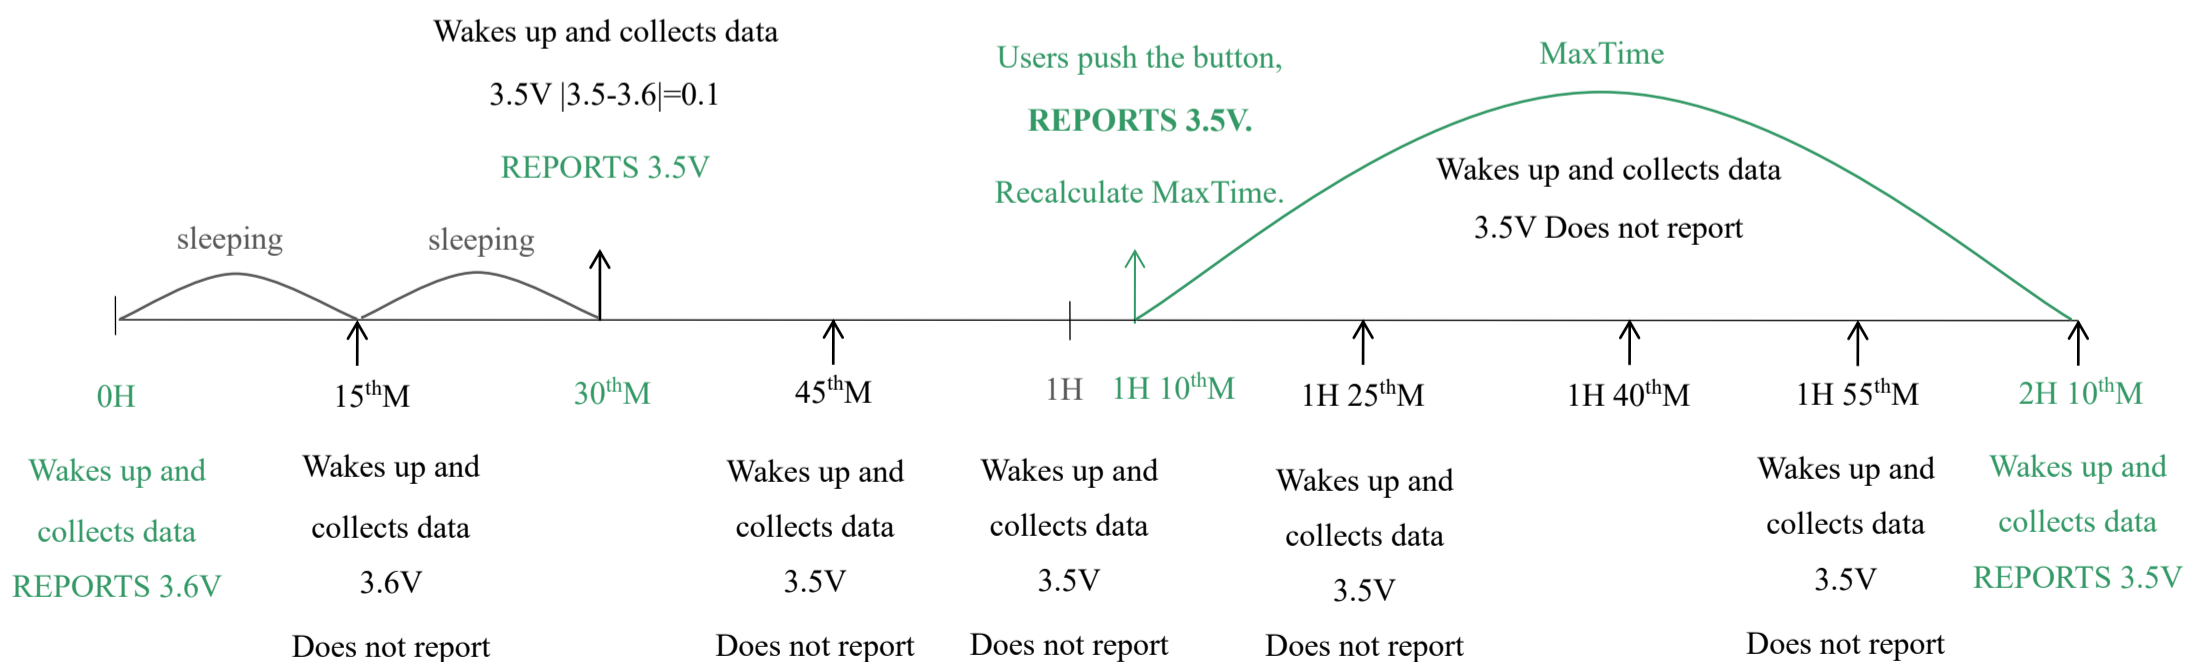 Wakes up and collects data
3.5V |3.5-3.6|=0.1
REPORTS 3.5V
Users push the button,
REPORTS 3.5V.
Recalculate MaxTime.
MaxTime
Wakes up and collects data
3.5V Does not report
sleeping
sleeping
0H
15thM
30thM
45thM
1H
1H 10thM
1H 25thM
1H 40thM
1H 55thM
2H 10thM
Wakes up and
collects data
REPORTS 3.6V
Wakes up and
collects data
3.6V
Does not report
Wakes up and
collects data
3.5V
Does not report
Wakes up and
collects data
3.5V
Does not report
Wakes up and
collects data
3.5V
Does not report
Wakes up and
collects data
3.5V
Does not report
Wakes up and
collects data
REPORTS 3.5V